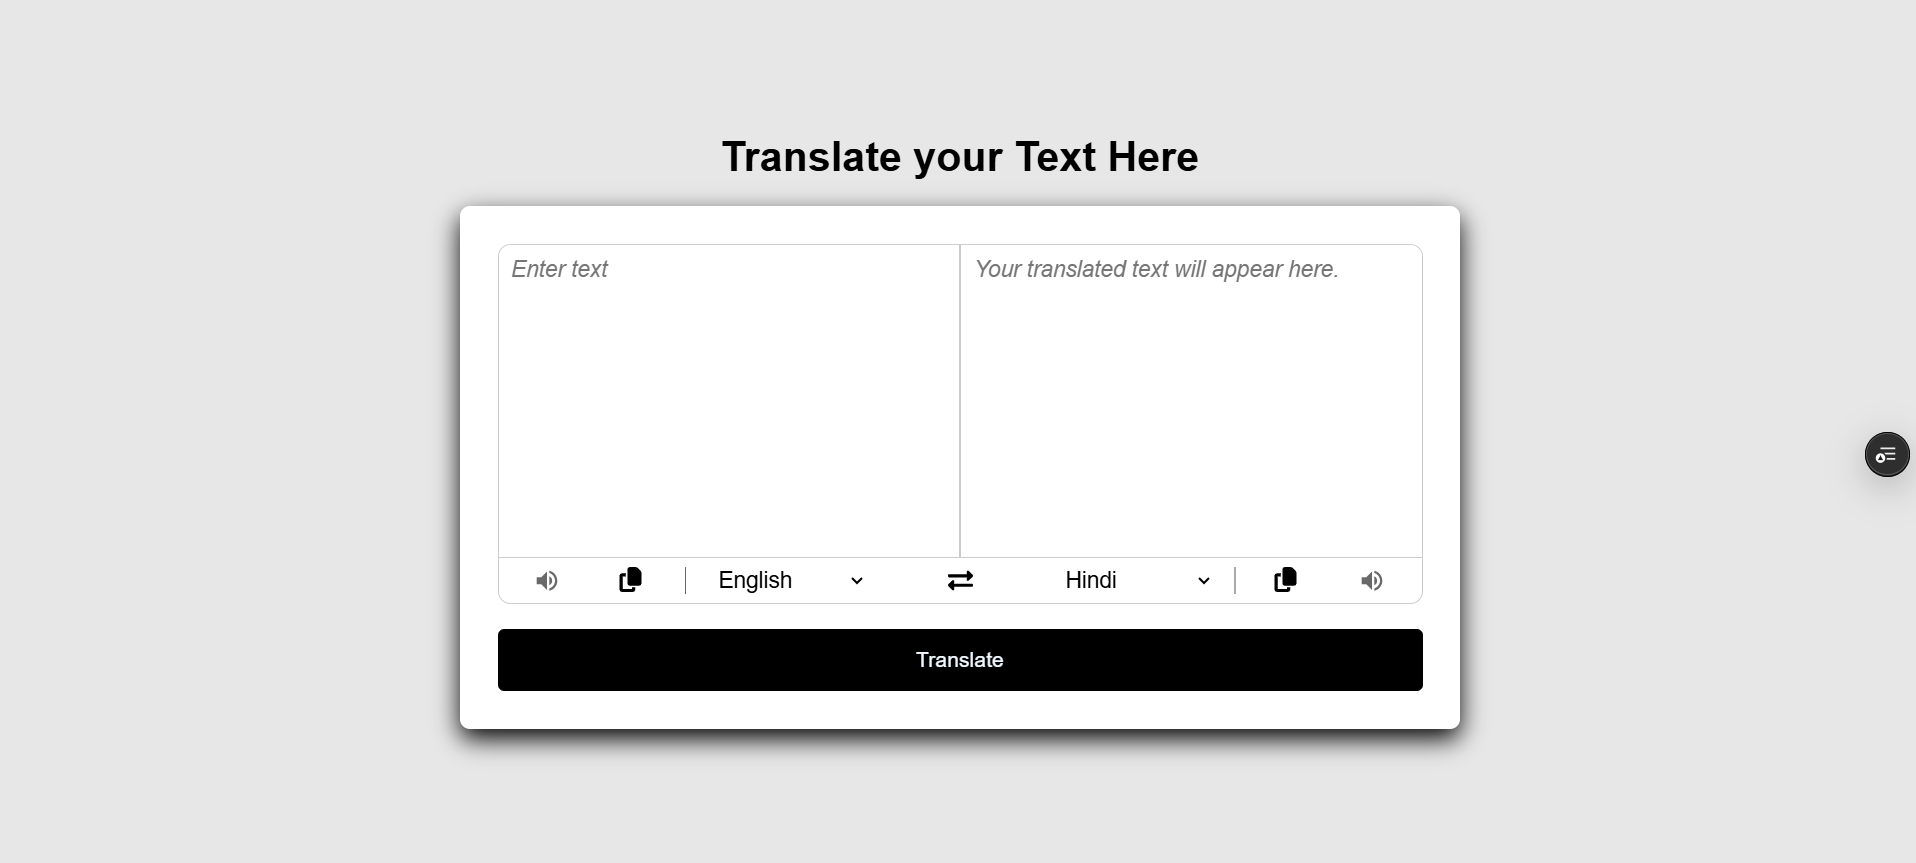 Translate your Text Here
Enter text
Your translated text will appear here.
English
Hindi
Translate